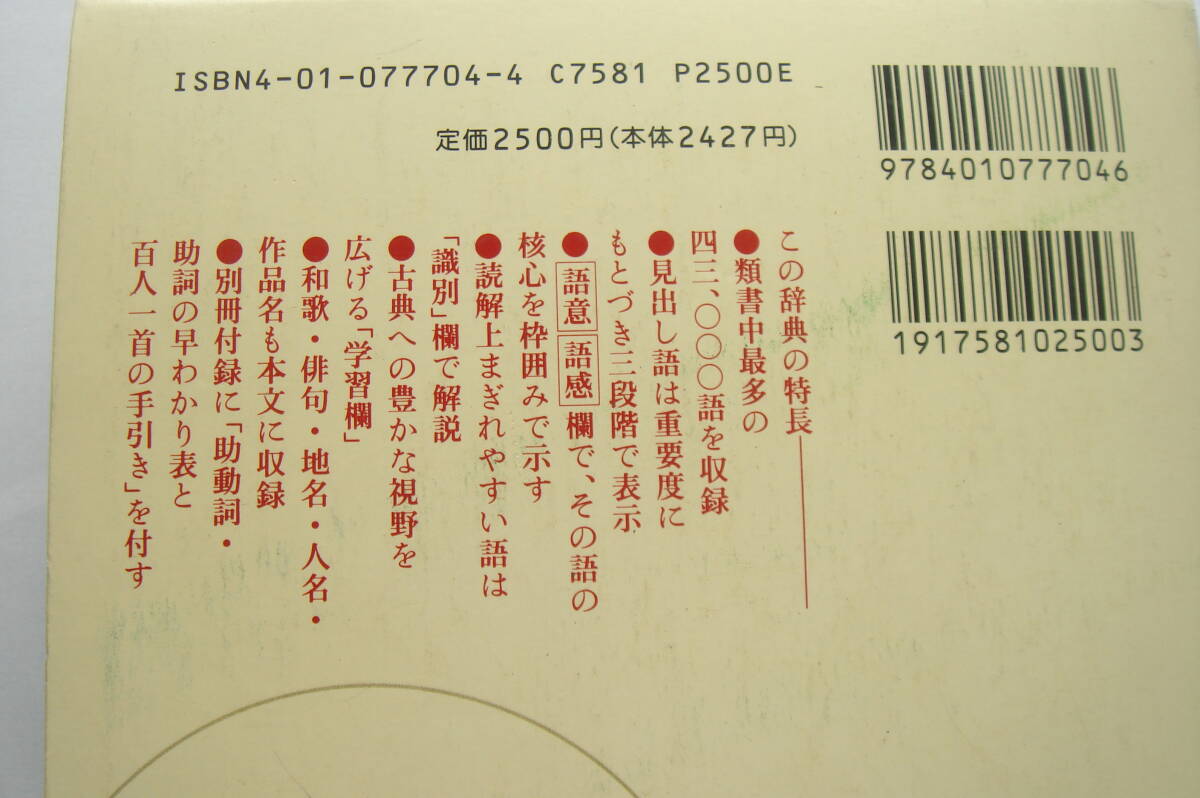 ISBN4-01-077704-4 C7581 P2500E
定価2500円(本体2427円)
9784010777046
1917581025003
この辞典の特長
●類書中最多の
四三、〇〇〇語を収録
●見出し語は重要度に
もとづき三段階で表示
●語意 語感 欄で、その語の
核心を枠囲みで示す
●読解上まぎれやすい語は
「識別」欄で解説
●古典への豊かな視野を
広げる「学習欄」
●和歌・俳句・地名・人名・
作品名も本文に収録
●別冊付録に「助動詞・
助詞の早わかり表と
百人一首の手引き」を付す